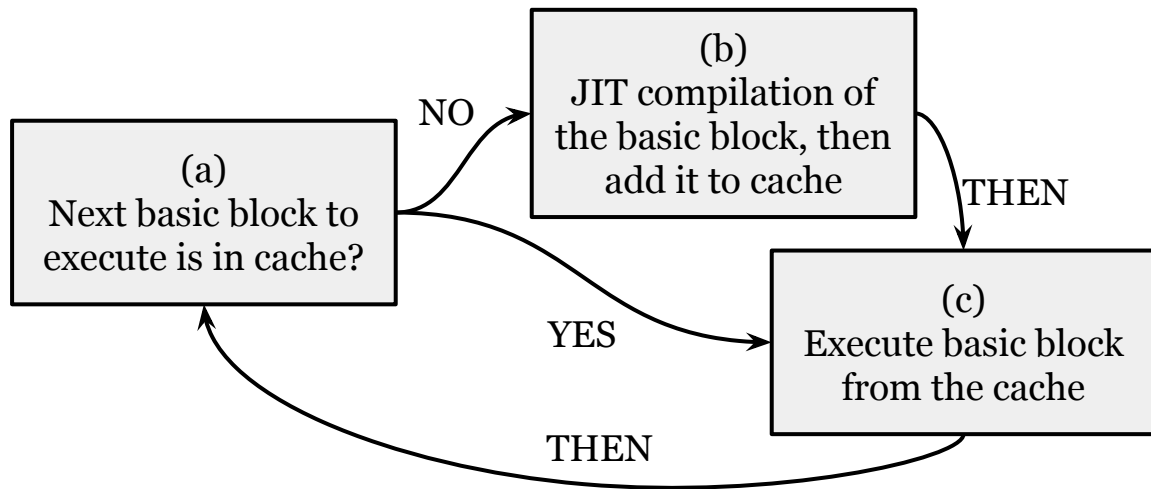 (a)
Next basic block to
execute is in cache?
NO
(b)
JIT compilation of
the basic block, then
add it to cache
THEN
YES
(c)
Execute basic block
from the cache
THEN